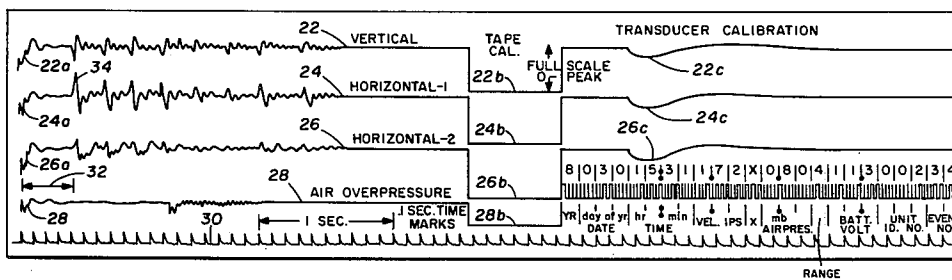 22 VERTICAL TAPE CAL. TRANSDUCER CALIBRATION
22a 34 FULL SCALE
0 PEAK
24 22b 22c
HORIZONTAL-1
24a
26 24b 26c 24c
HORIZONTAL-2
26a
8 0 3 0 1 5 3 1 1 7 2 X 0 8 0 4 1 1 3 0 0 2 3 4
32 26b
28 AIR OVERPRESSURE
28 30 1 SEC. .1 SEC. TIME MARKS 28b
YR day of yr hr min VEL. IPS X mb BATT. UNIT EVENT
DATE TIME AIRPRES. VOLT ID. NO. NO.
RANGE